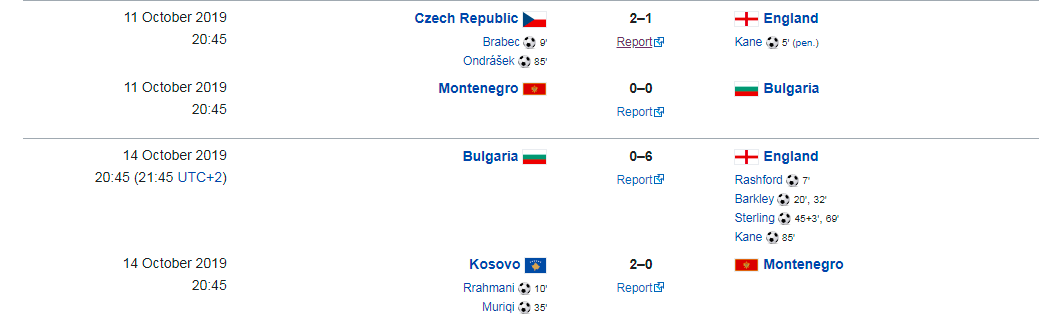 11 October 2019 Czech Republic 2–1 England
20:45 Brabec 9' Report Kane 5' (pen.)
Ondrášek 85'
11 October 2019 Montenegro 0–0 Bulgaria
20:45 Report
14 October 2019 Bulgaria 0–6 England
20:45 (21:45 UTC+2) Report Rashford 7'
Barkley 20', 32'
Sterling 45+3', 69'
Kane 85'
14 October 2019 Kosovo 2–0 Montenegro
20:45 Rrahmani 10' Report
Muriqi 35'